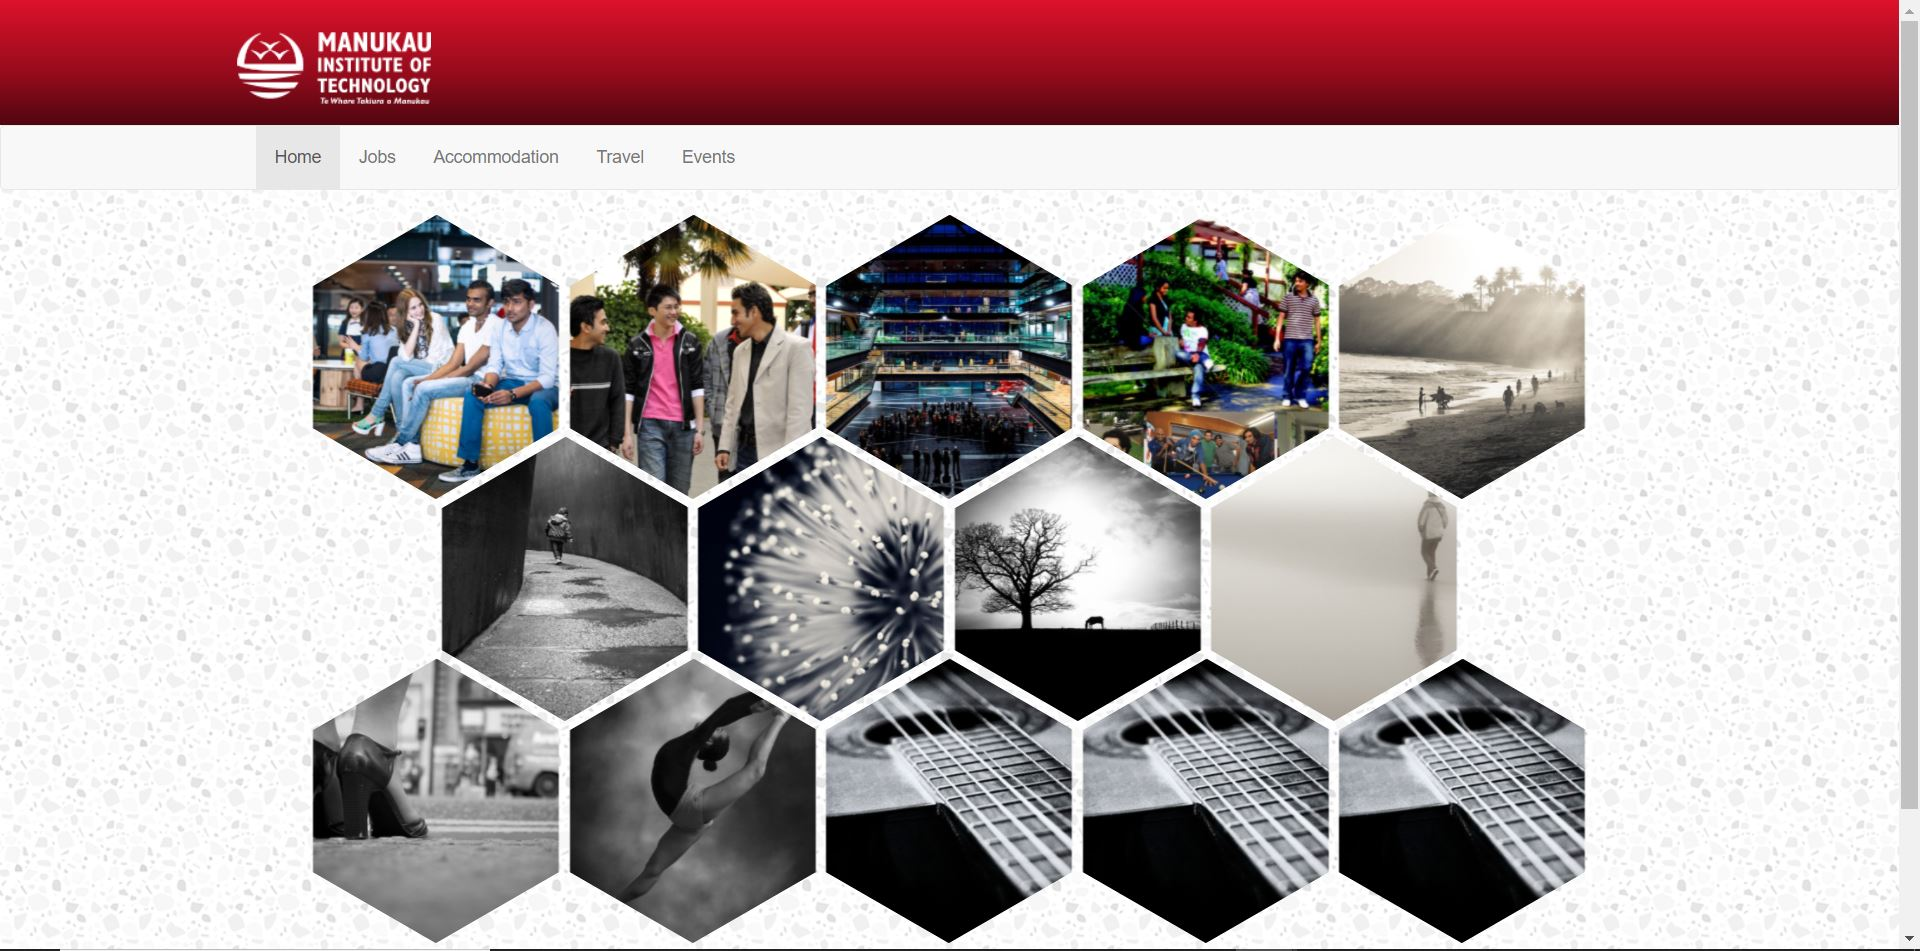 MANUKAU
INSTITUTE OF
TECHNOLOGY
Te Whare Takiura o Manukau
Home
Jobs
Accommodation
Travel
Events